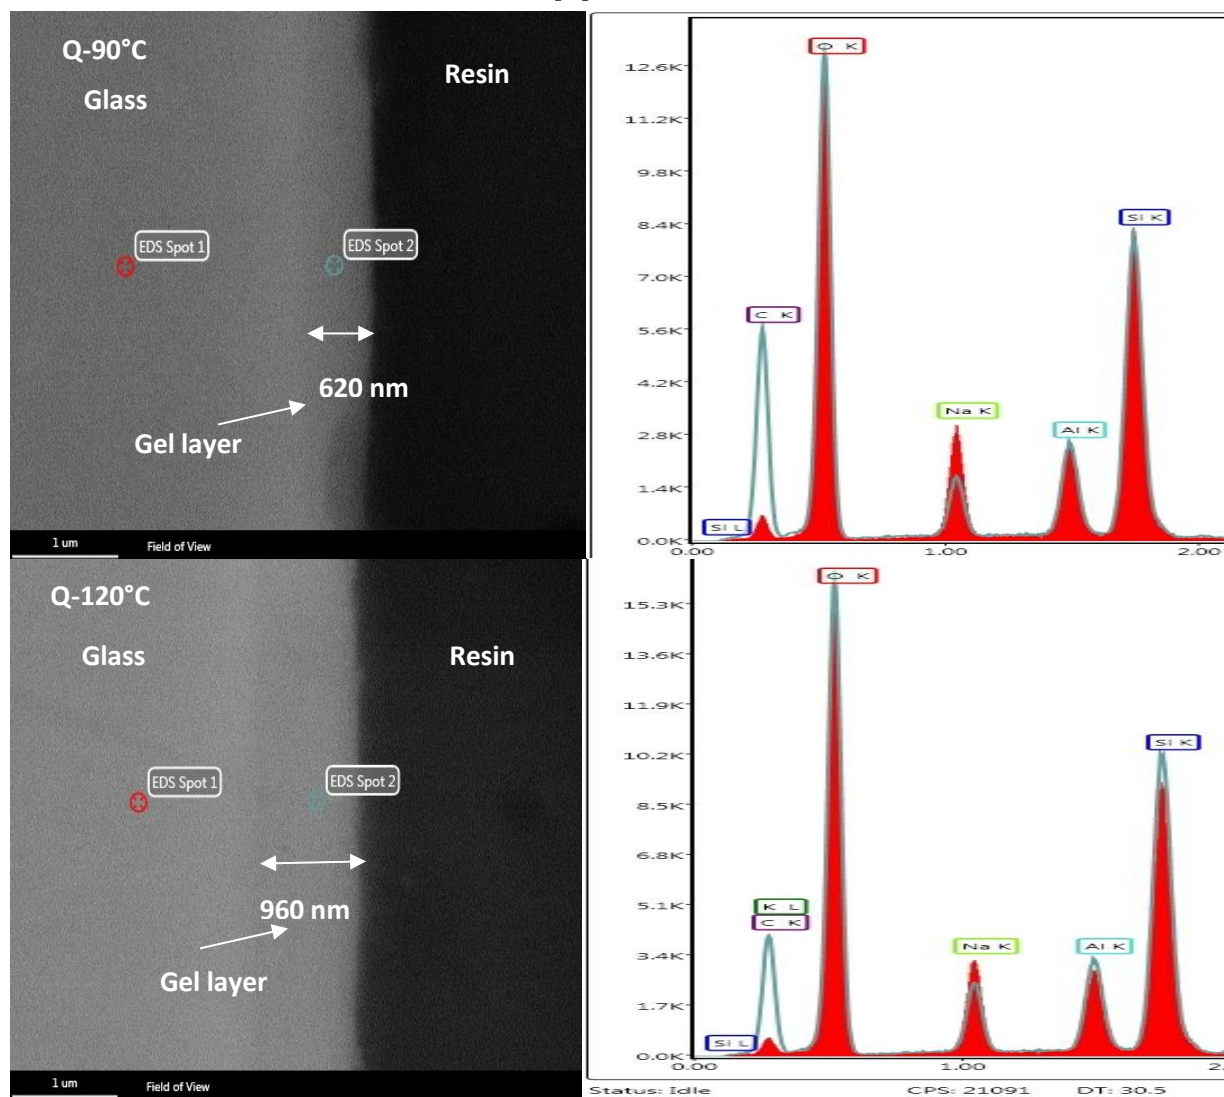 Q-90°C
Glass
Resin
EDS Spot 1
EDS Spot 2
620 nm
Gel layer
1 um
Field of View
O K
12.6K
11.2K
9.8K
8.4K
7.0K
5.6K
4.2K
2.8K
1.4K
0.0K
Si K
C K
Na K
Al K
Si L
0.00
1.00
2.00
Q-120°C
Glass
Resin
EDS Spot 1
EDS Spot 2
960 nm
Gel layer
1 um
Field of View
O K
15.3K
13.6K
11.9K
10.2K
8.5K
6.8K
5.1K
3.4K
1.7K
0.0K
Si K
K L
C K
Na K
Al K
Si L
0.00
1.00
Status: Idle
CPS: 21091
DT: 30.5